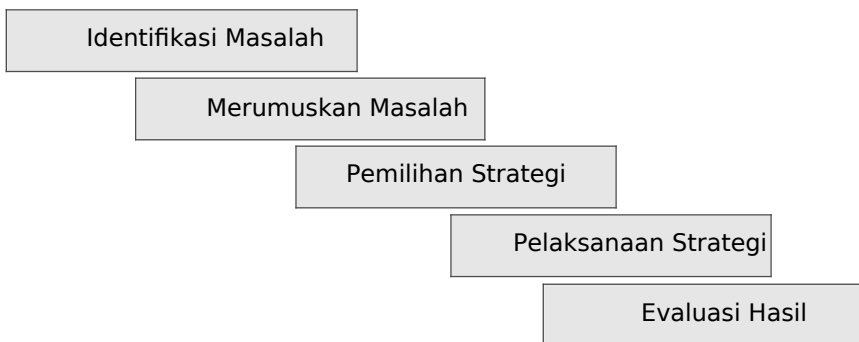 Identifikasi Masalah
Merumuskan Masalah
Pemilihan Strategi
Pelaksanaan Strategi
Evaluasi Hasil